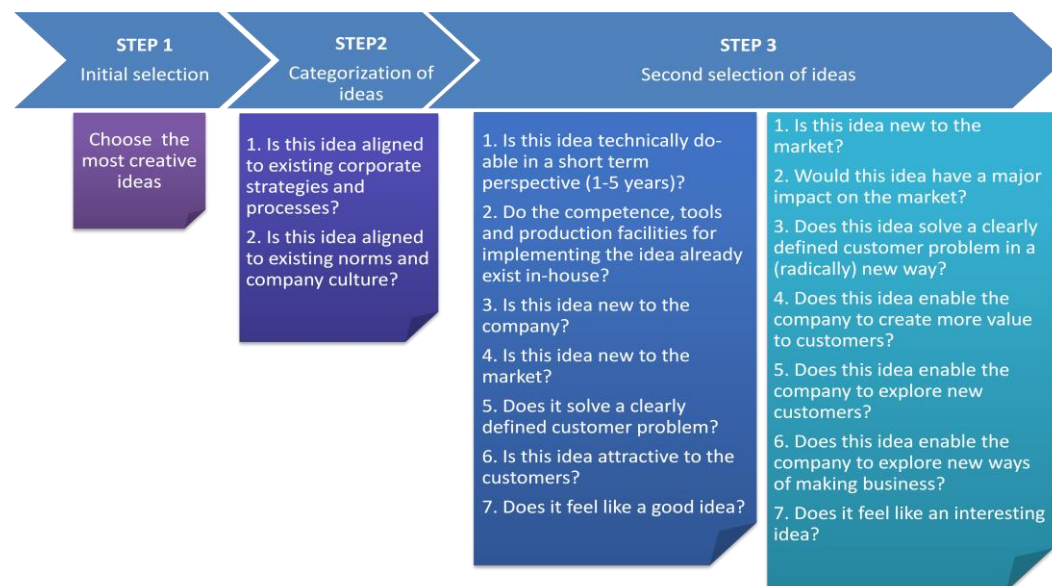 STEP 1
Initial selection
STEP2
Categorization of
ideas
STEP 3
Second selection of ideas
Choose the
most creative
ideas
1. Is this idea aligned
to existing corporate
strategies and
processes?
2. Is this idea aligned
to existing norms and
company culture?
1. Is this idea technically do-
able in a short term
perspective (1-5 years)?
2. Do the competence, tools
and production facilities for
implementing the idea already
exist in-house?
3. Is this idea new to the
company?
4. Is this idea new to the
market?
5. Does it solve a clearly
defined customer problem?
6. Is this idea attractive to the
customers?
7. Does it feel like a good idea?
1. Is this idea new to the
market?
2. Would this idea have a major
impact on the market?
3. Does this idea solve a clearly
defined customer problem in a
(radically) new way?
4. Does this idea enable the
company to create more value
to customers?
5. Does this idea enable the
company to explore new
customers?
6. Does this idea enable the
company to explore new ways
of making business?
7. Does it feel like an interesting
idea?